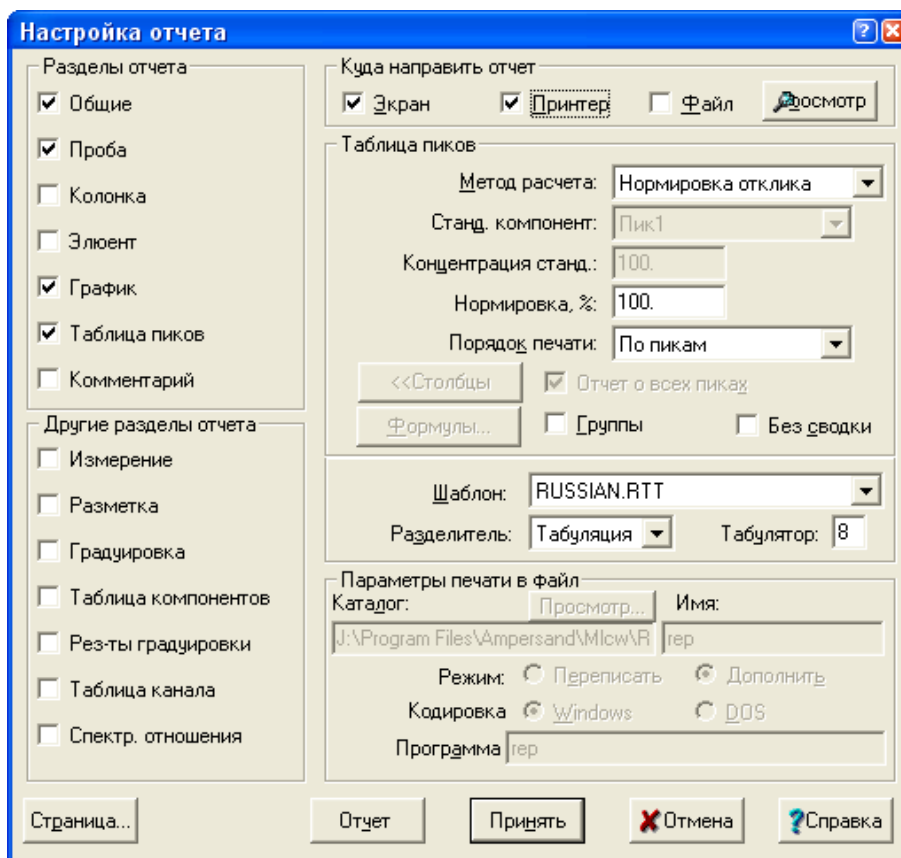 Настройка отчета
Разделы отчета
Общие
Проба
Колонка
Элюент
График
Таблица пиков
Комментарий
Другие разделы отчета
Измерение
Разметка
Градуировка
Таблица компонентов
Рез-ты градуировки
Таблица канала
Спектр. отношения
Куда направить отчет
Экран
Принтер
Файл
Просмотр
Таблица пиков
Метод расчета: Нормировка отклика
Станд. компонент: Пик1
Концентрация станд.: 100.
Нормировка, %: 100.
Порядок печати: По пикам
<<Столбцы
Отчет о всех пиках
Формулы...
Группы
Без сводки
Шаблон: RUSSIAN.RTT
Разделитель: Табуляция
Табулятор: 8
Параметры печати в файл
Каталог: Просмотр... Имя:
J:\Program Files\Ampersand\Mlcw\R rep
Режим: Переписать Дополнить
Кодировка Windows DOS
Программа rep
Страница...
Отчет
Принять
Отмена
?Справка